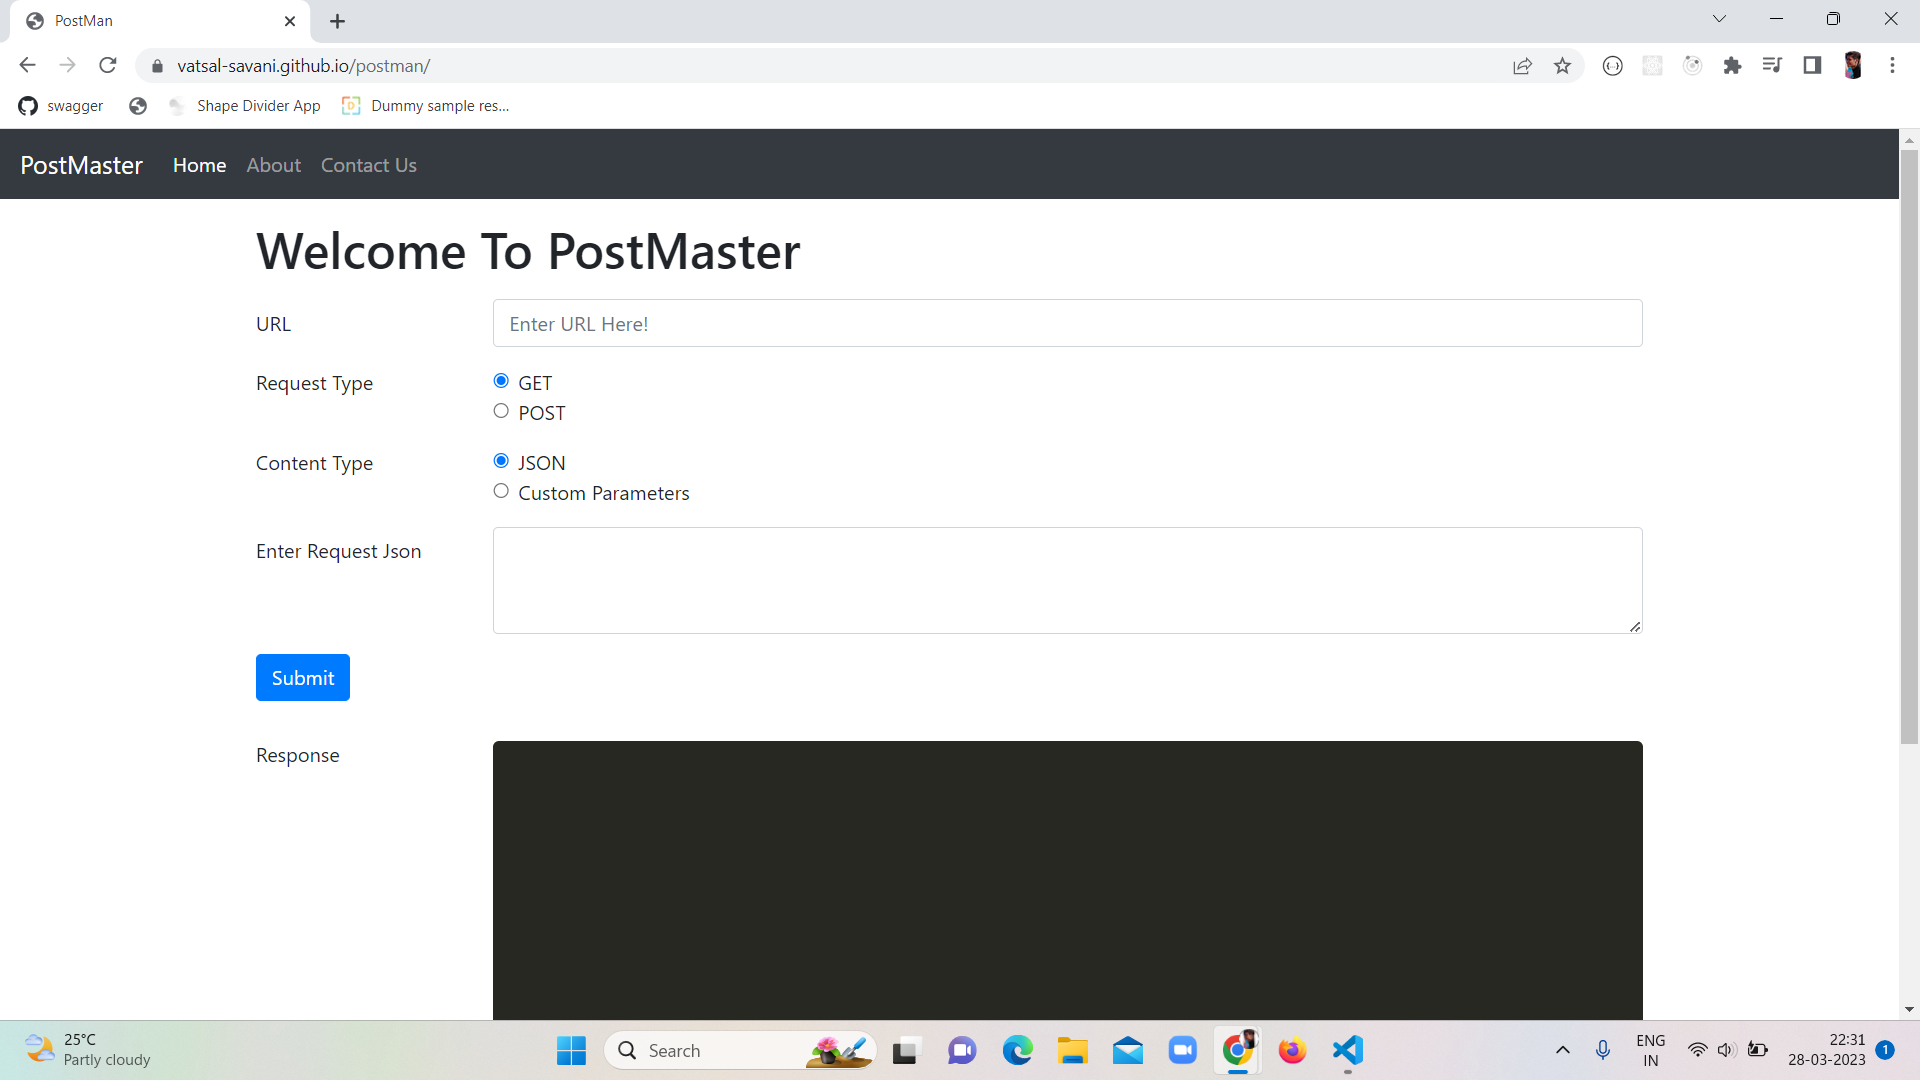 PostMan
vatsal-savani.github.io/postman/
swagger
Shape Divider App
Dummy sample res...
PostMaster Home About Contact Us
Welcome To PostMaster
URL
Enter URL Here!
Request Type
GET
POST
Content Type
JSON
Custom Parameters
Enter Request Json
Submit
Response
25°C
Partly cloudy
Search
ENG
IN
22:31
28-03-2023
1